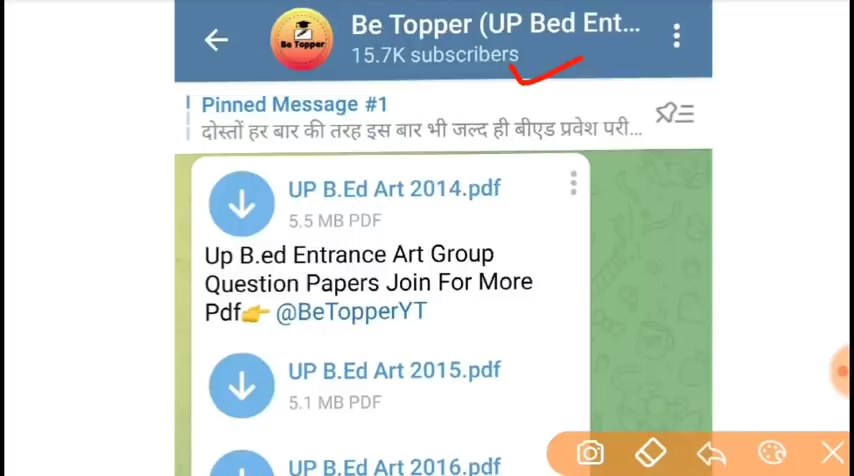 Be Topper (UP Bed Ent...
Be Topper
15.7K subscribers
Pinned Message #1
दोस्तों हर बार की तरह इस बार भी जल्द ही बीएड प्रवेश परी...
UP B.Ed Art 2014.pdf
5.5 MB PDF
Up B.ed Entrance Art Group
Question Papers Join For More
Pdf👉 @BeTopperYT
UP B.Ed Art 2015.pdf
5.1 MB PDF
UP B.Ed Art 2016.pdf